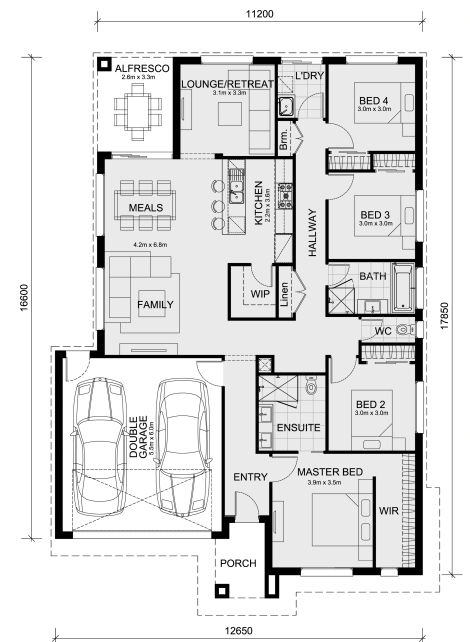 11200
ALFRESCO
2.6m x 3.3m
LOUNGE/RETREAT
3.1m x 3.3m
L'DRY
BED 4
3.0m x 3.0m
Brm.
MEALS
4.2m x 6.8m
KITCHEN
2.2m x 3.6m
HALLWAY
BED 3
3.0m x 3.0m
16600
17850
FAMILY
WIP
Linen
BATH
WC
BED 2
3.0m x 3.0m
DOUBLE
GARAGE
5.5m x 6.0m
ENSUITE
ENTRY
MASTER BED
3.9m x 3.5m
WIR
PORCH
12650